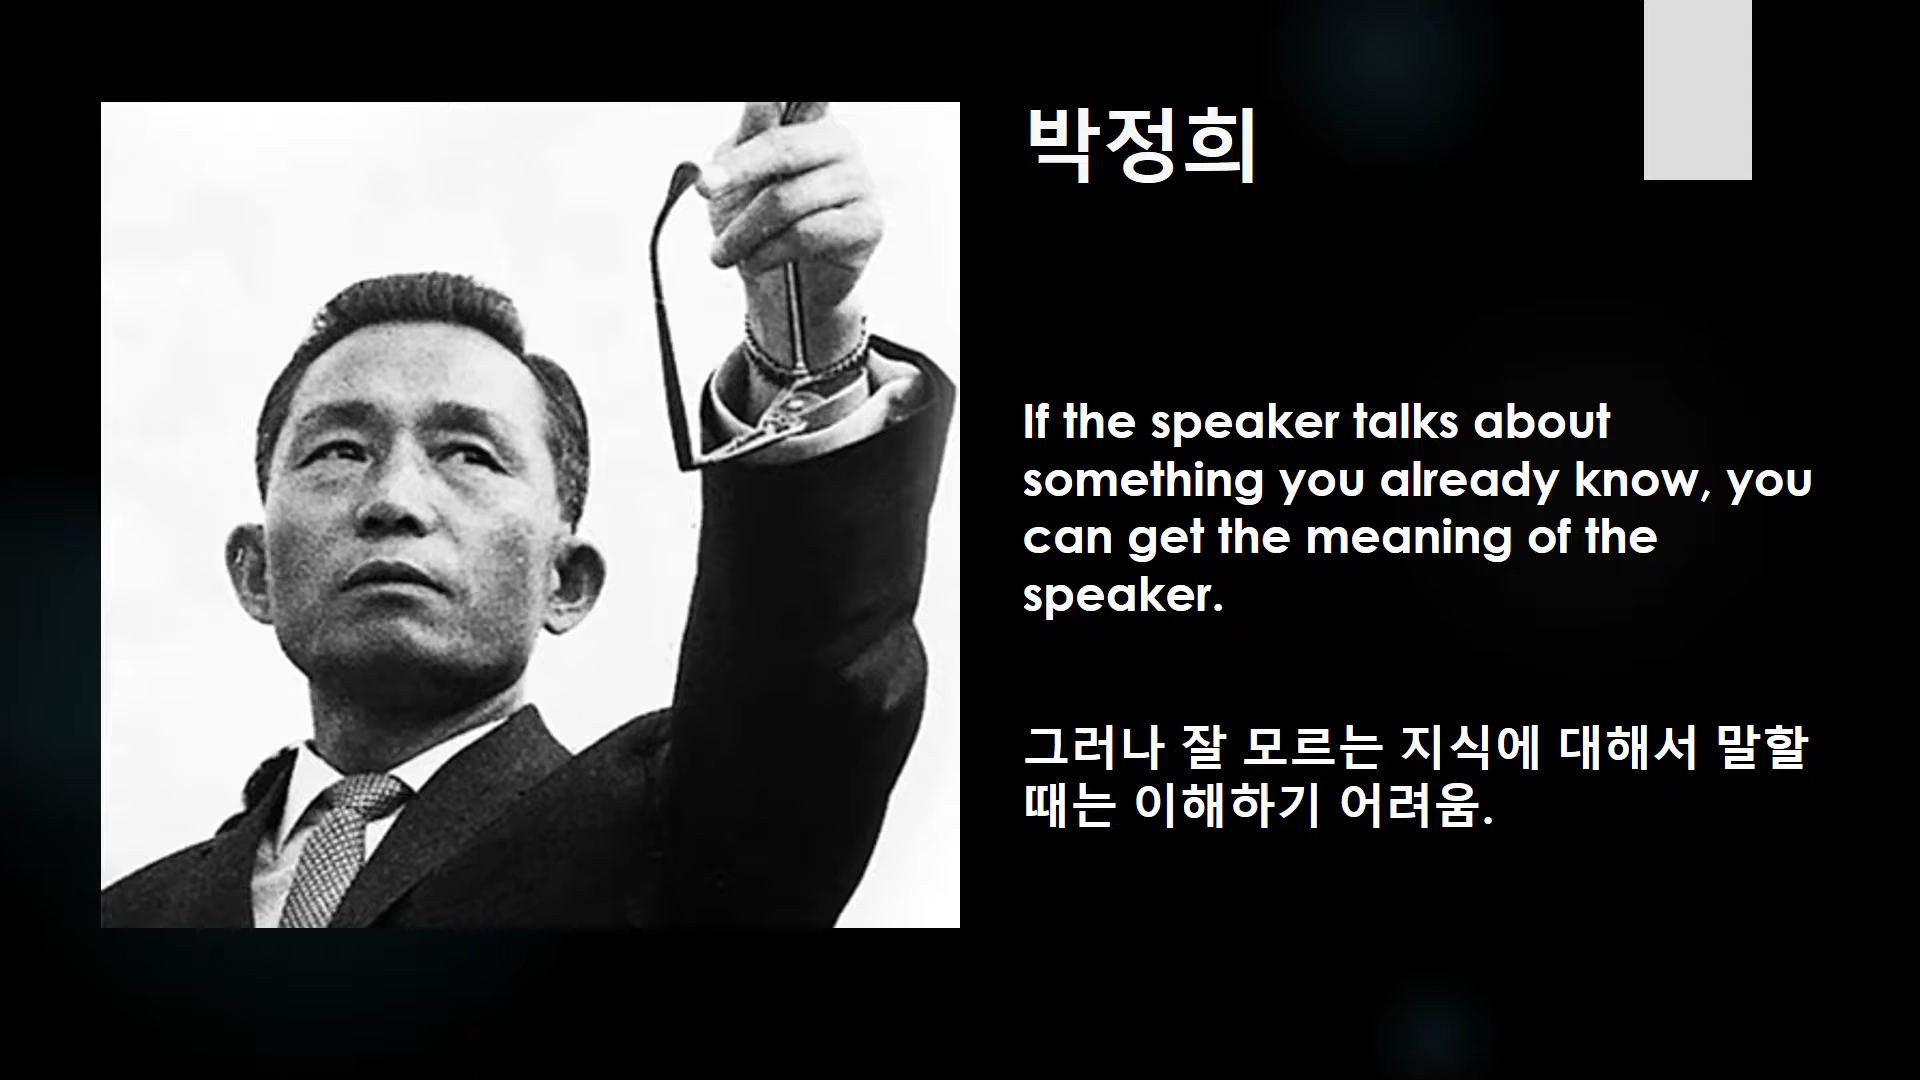 박정희
If the speaker talks about
something you already know, you
can get the meaning of the
speaker.
그러나 잘 모르는 지식에 대해서 말할
때는 이해하기 어려움.